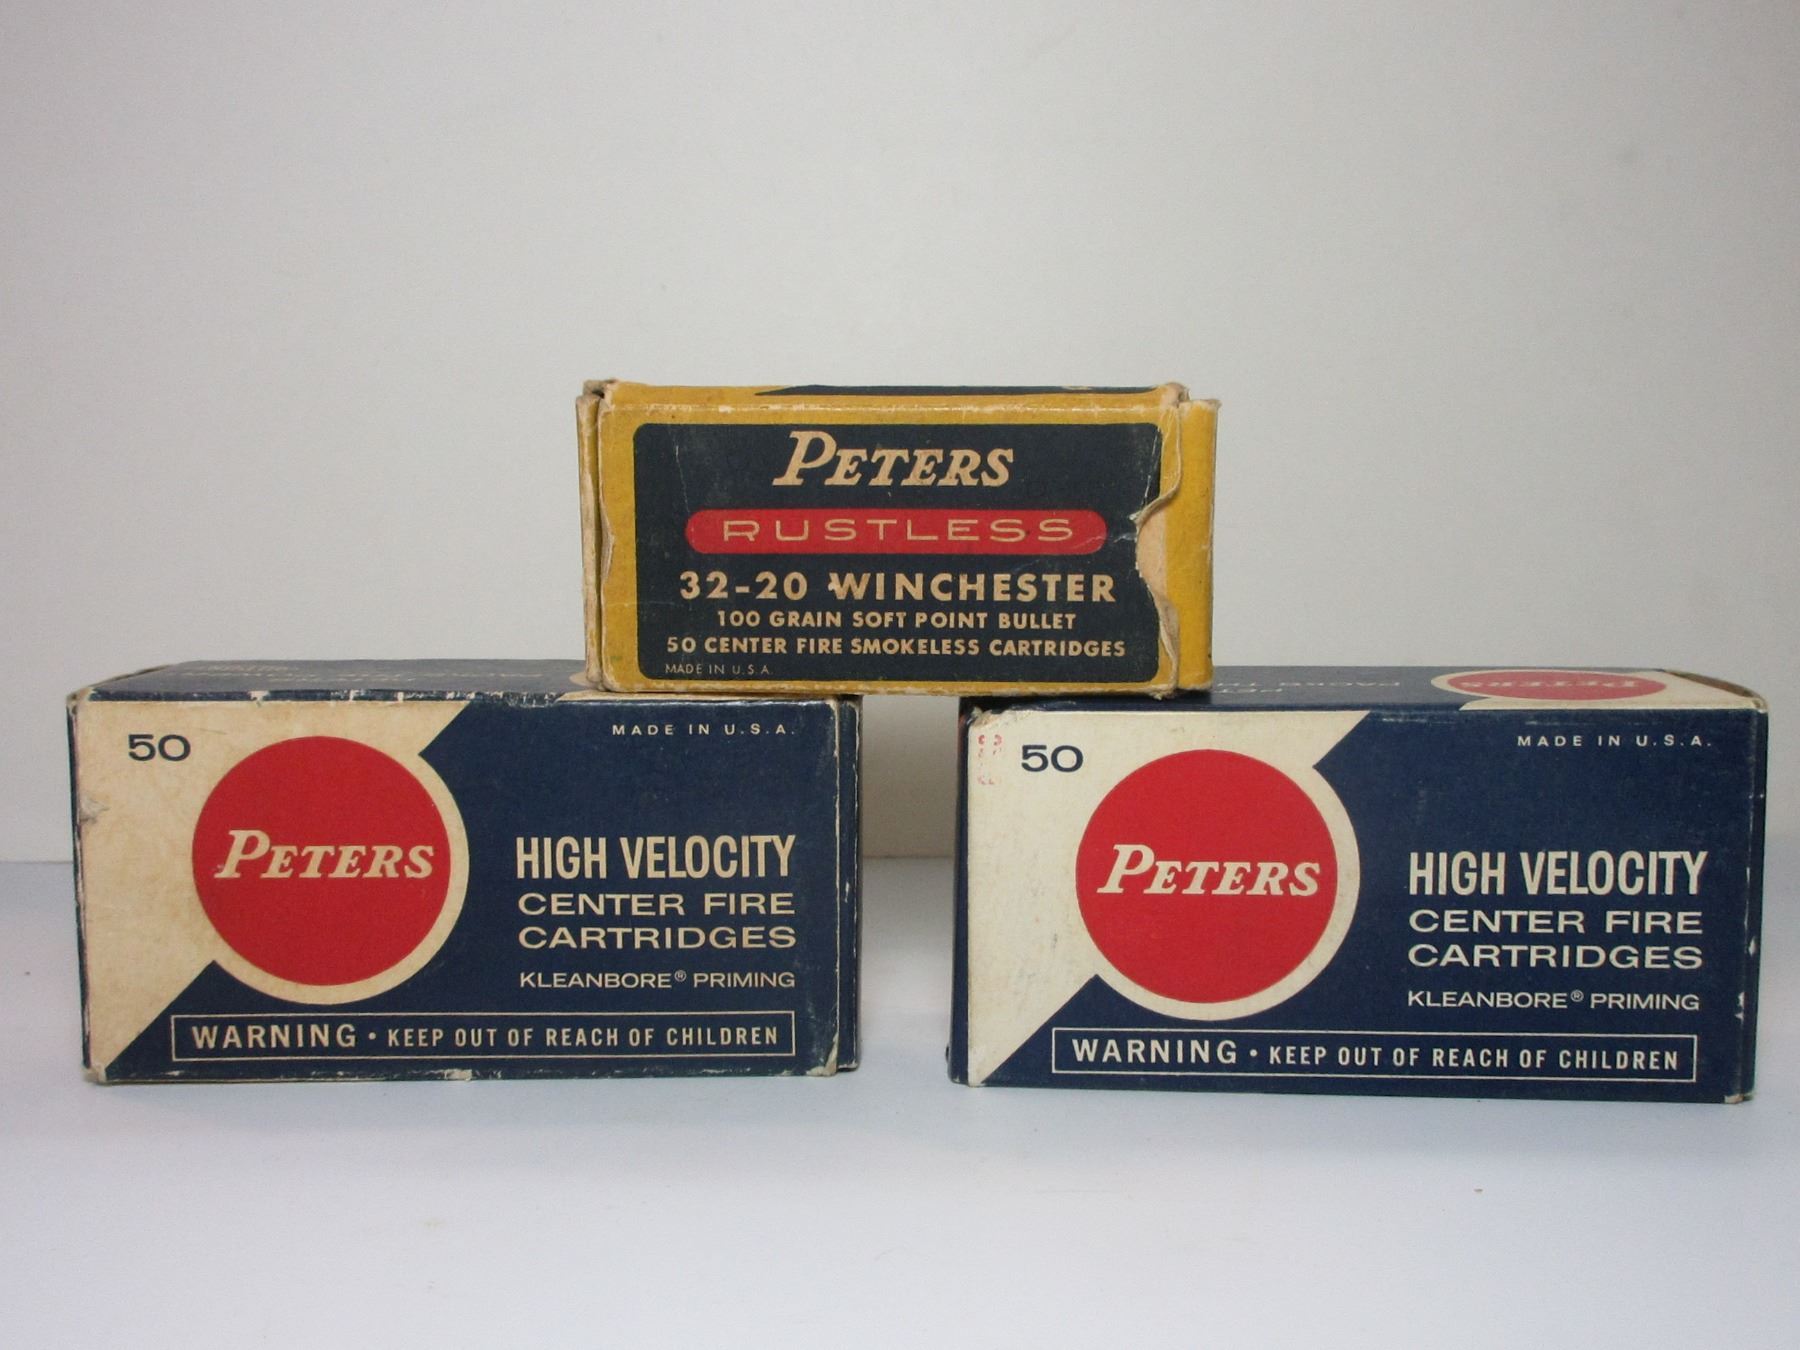 PETERS
RUSTLESS
32-20 WINCHESTER
100 GRAIN SOFT POINT BULLET
50 CENTER FIRE SMOKELESS CARTRIDGES
MADE IN U.S.A.
50
MADE IN U.S.A.
PETERS
HIGH VELOCITY
CENTER FIRE
CARTRIDGES
KLEANBORE® PRIMING
WARNING • KEEP OUT OF REACH OF CHILDREN
PETERS
50
MADE IN U.S.A.
PETERS
HIGH VELOCITY
CENTER FIRE
CARTRIDGES
KLEANBORE® PRIMING
WARNING • KEEP OUT OF REACH OF CHILDREN